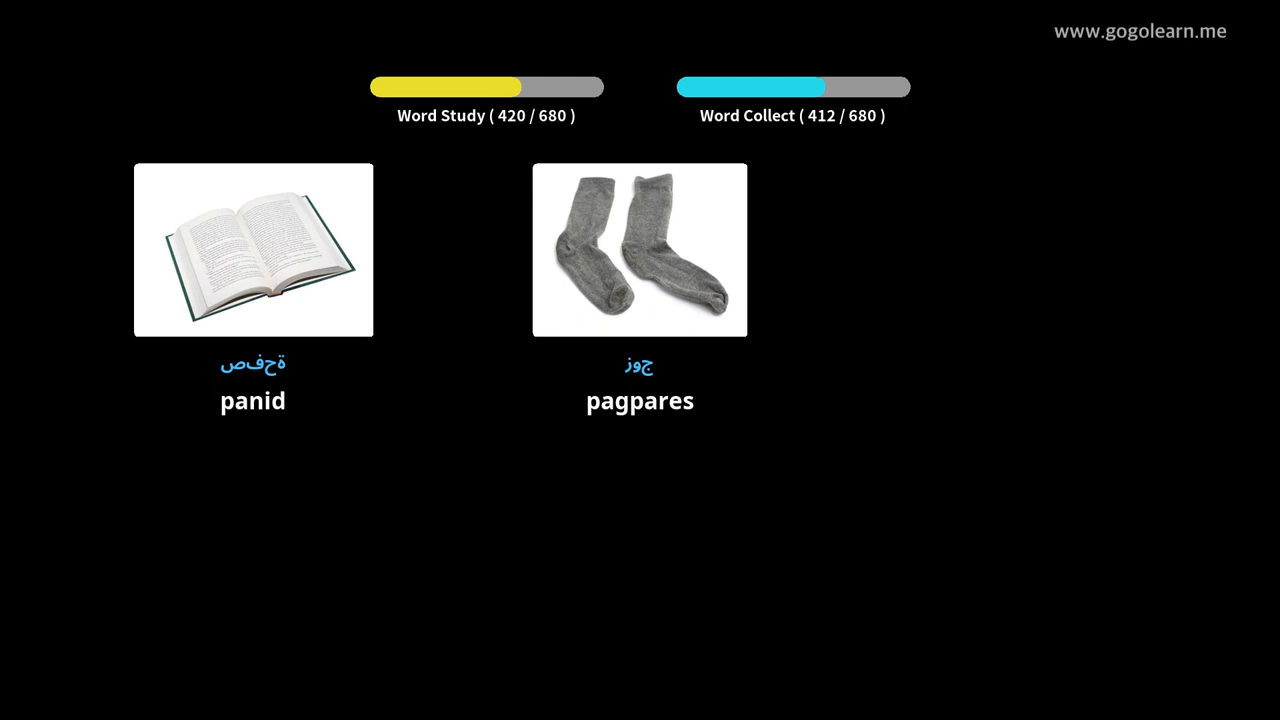 www.gogolearn.me
Word Study ( 420 / 680 )
Word Collect ( 412 / 680 )
ةحفص
panid
جوز
pagpares